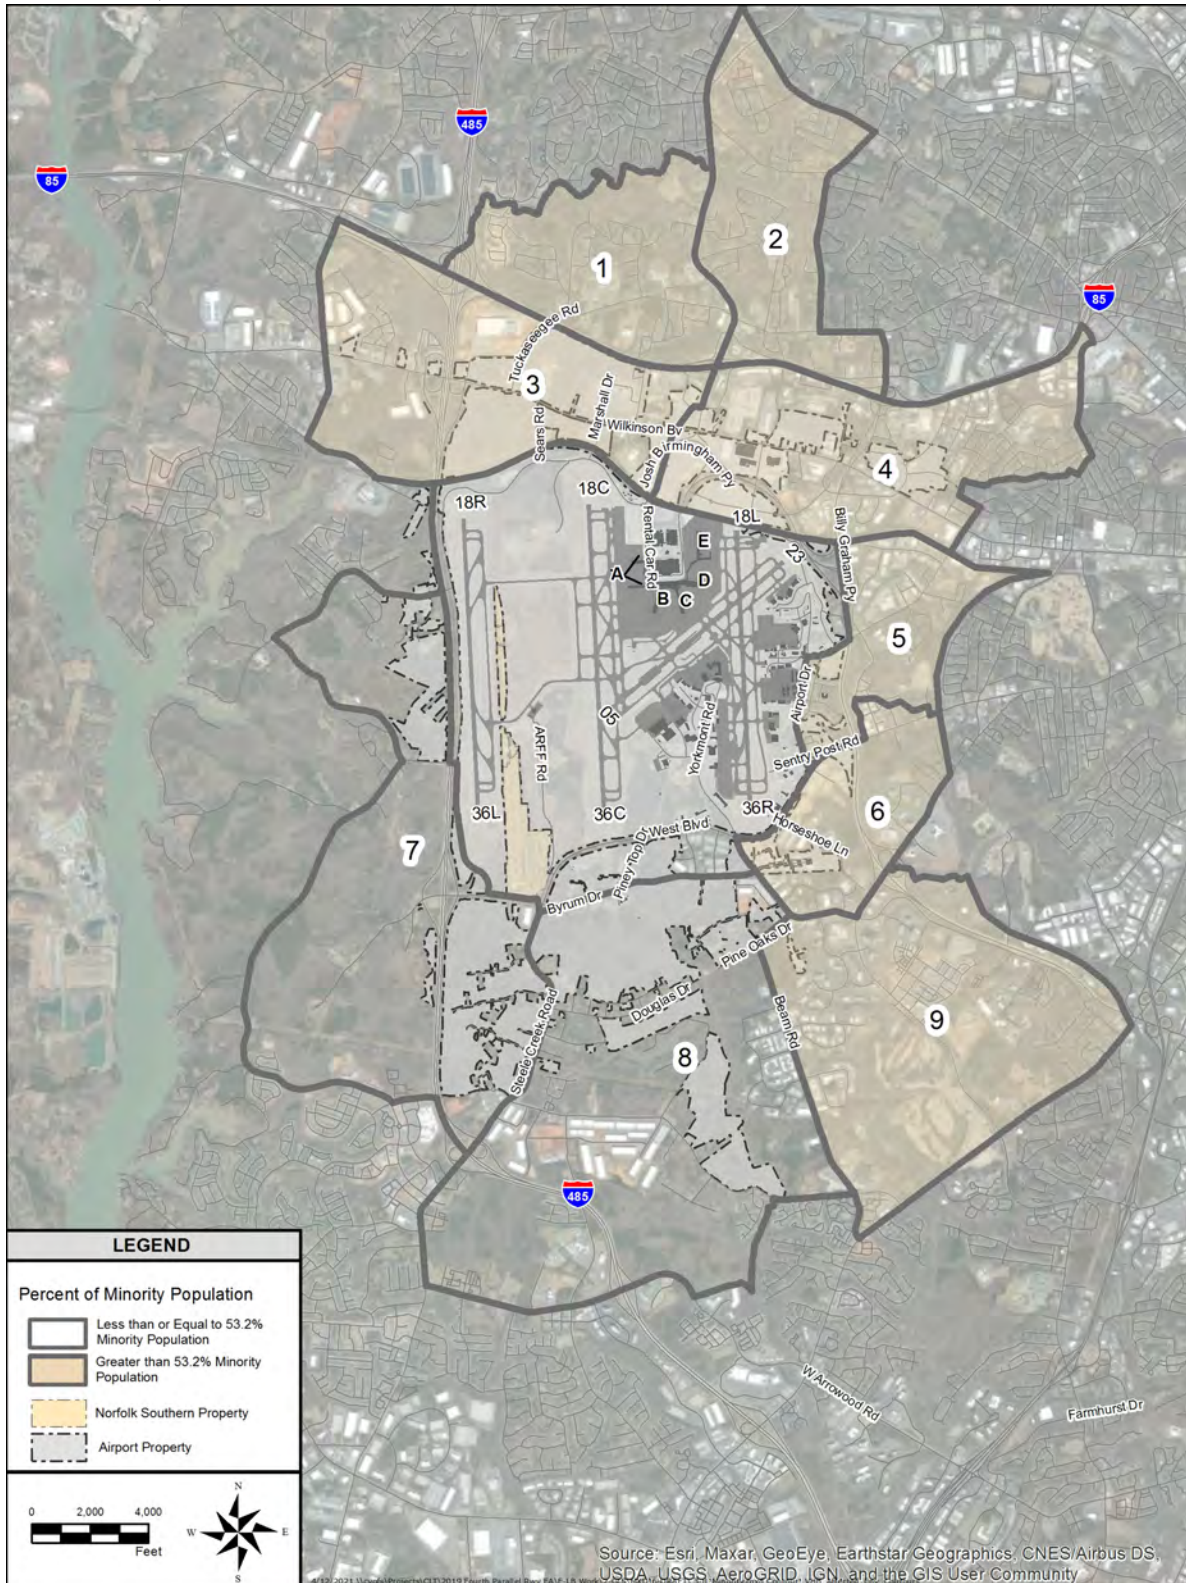 485
85
2
1
85
Tuckaseegee Rd
3
Marshall Dr
Sears Rd
Wilkinson Bv
Josh Birmingham Py
4
18R
18C
18L
Rental Car Rd
E
23
Billy Graham Py
A
D
B
C
5
05
Airport Dr
ARFF Rd
Yorkmont Rd
Sentry Post Rd
36L
36C
36R
6
West Blvd
Horseshoe Ln
7
Piney Top Dr
Byrum Dr
Pine Oaks Dr
Douglas Dr
Steele Creek Road
Beam Rd
9
8
485
W Arrowood Rd
Farmhurst Dr
LEGEND
Percent of Minority Population
Less than or Equal to 53.2%
Minority Population
Greater than 53.2% Minority
Population
Norfolk Southern Property
Airport Property
0 2,000 4,000
Feet
N
W E
S
Source: Esri, Maxar, GeoEye, Earthstar Geographics, CNES/Airbus DS,
USDA, USGS, AeroGRID, IGN, and the GIS User Community